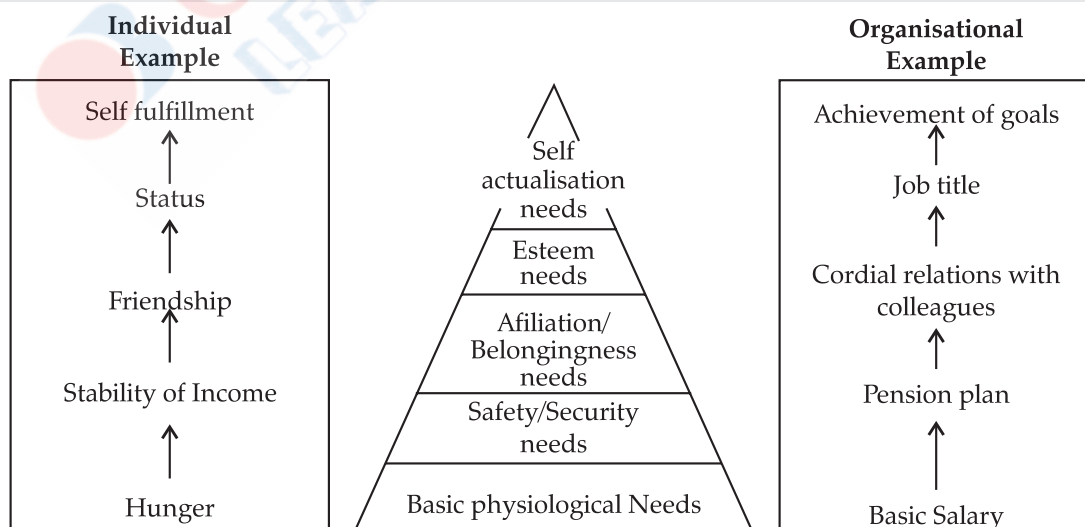 Individual
Example
Self fulfillment
Status
Friendship
Stability of Income
Hunger
Self
actualisation
needs
Esteem
needs
Afiliation/
Belongingness
needs
Safety/Security
needs
Basic physiological Needs
Organisational
Example
Achievement of goals
Job title
Cordial relations with
colleagues
Pension plan
Basic Salary